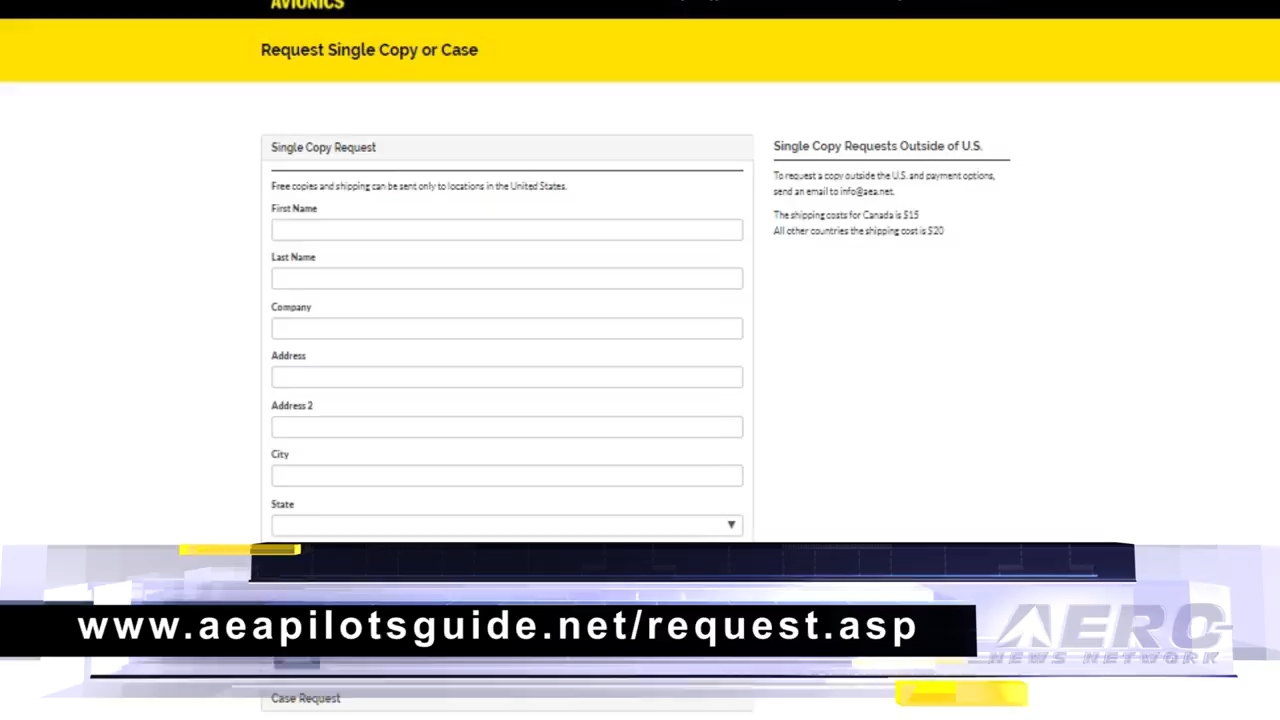 AVIONICS
Request Single Copy or Case
Single Copy Request
Free copies and shipping can be sent only to locations in the United States.
First Name
Last Name
Company
Address
Address 2
City
State
Single Copy Requests Outside of U.S.
To request a copy outside the U.S. and payment options,
send an email to info@aea.net.
The shipping costs for Canada is $15
All other countries the shipping cost is $20
www.aeapilotsguide.net/request.asp
AERO
NEWS NETWORK
Case Request